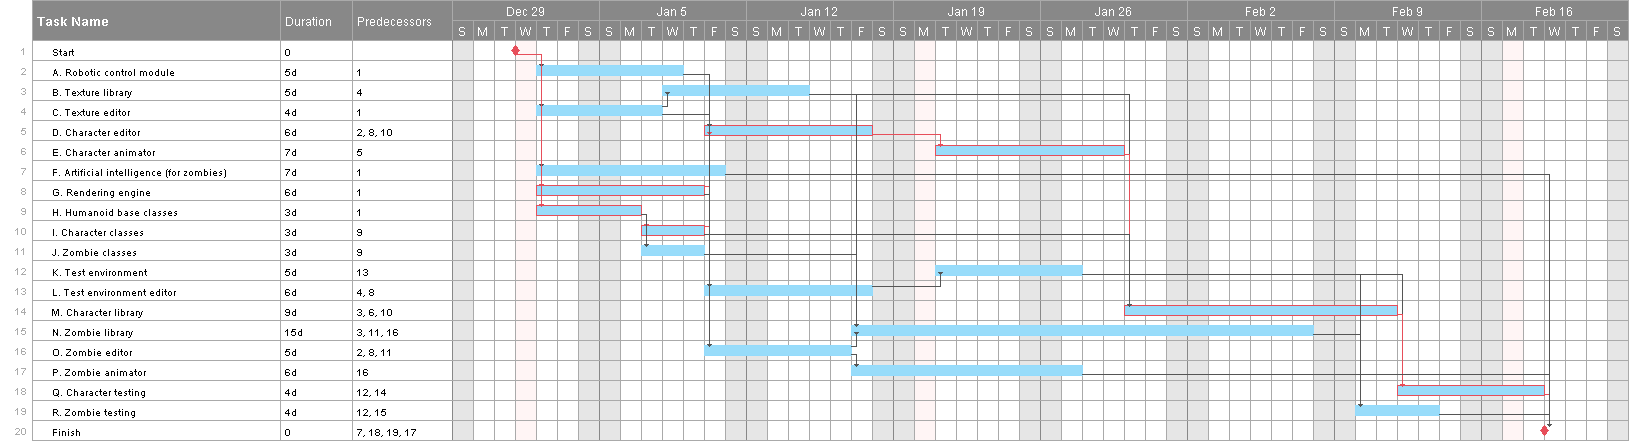 Task Name Duration Predecessors Dec 29 Jan 5 Jan 12 Jan 19 Jan 26 Feb 2 Feb 9 Feb 16
S M T W T F S S M T W T F S S M T W T F S S M T W T F S S M T W T F S S M T W T F S S M T W T F S S M T W T F S
1 Start 0
2 A. Robotic control module 5d 1
3 B. Texture library 5d 4
4 C. Texture editor 4d 1
5 D. Character editor 6d 2, 8, 10
6 E. Character animator 7d 5
7 F. Artificial intelligence (for zombies) 7d 1
8 G. Rendering engine 6d 1
9 H. Humanoid base classes 3d 1
10 I. Character classes 3d 9
11 J. Zombie classes 3d 9
12 K. Test environment 5d 13
13 L. Test environment editor 6d 4, 8
14 M. Character library 9d 3, 6, 10
15 N. Zombie library 15d 3, 11, 16
16 O. Zombie editor 5d 2, 8, 11
17 P. Zombie animator 6d 16
18 Q. Character testing 4d 12, 14
19 R. Zombie testing 4d 12, 15
20 Finish 0 7, 18, 19, 17